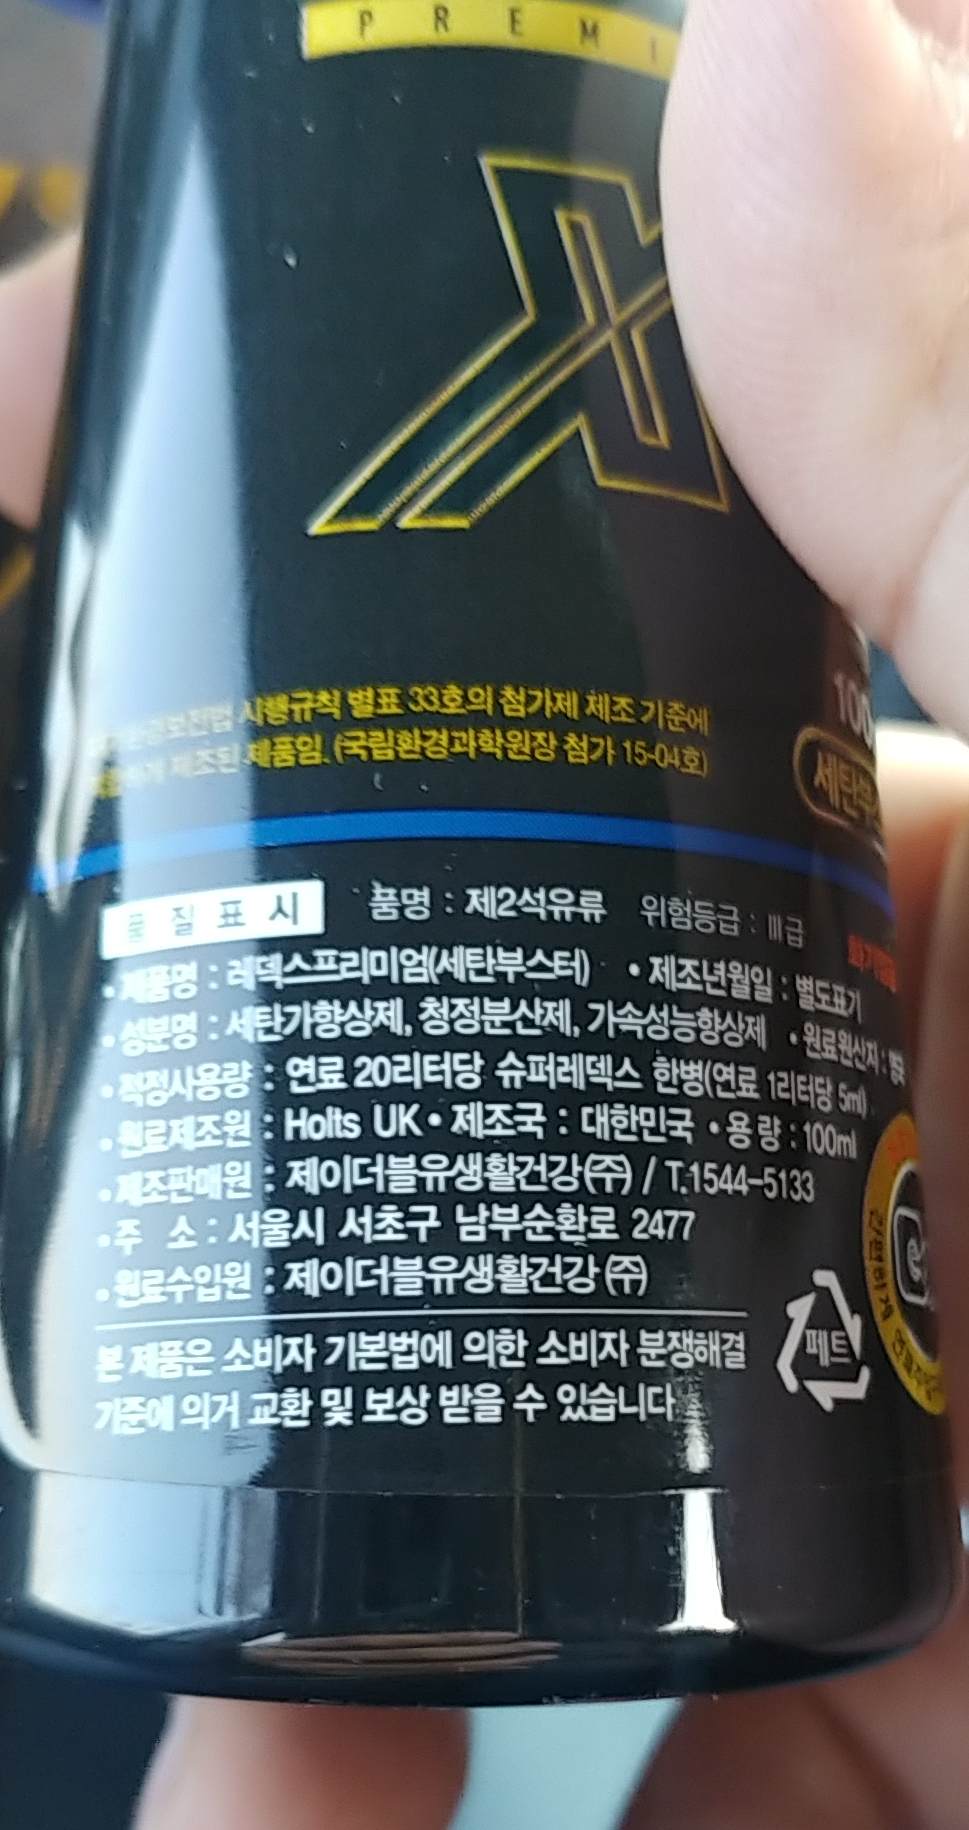 PREMI
X
시행규칙 별표 33호의 첨가제 제조 기준에
제조된 제품임. (국립환경과학원장 첨가 15-04호)
100
세탄부
품질표시 품명 : 제2석유류 위험등급 : Ⅲ급
• 제품명 : 레덱스프리미엄(세탄부스터) • 제조년월일 : 별도표기
• 성분명 : 세탄가향상제, 청정분산제, 가속성능향상제 • 원료원산지 :
• 적정사용량 : 연료 20리터당 슈퍼레덱스 한병(연료 1리터당 5ml)
• 원료제조원 : Holts UK • 제조국 : 대한민국 • 용량 : 100ml
• 제조판매원 : 제이더블유생활건강㈜ / T.1544-5133
• 주 소 : 서울시 서초구 남부순환로 2477
• 원료수입원 : 제이더블유생활건강㈜
본 제품은 소비자 기본법에 의한 소비자 분쟁해결
기준에 의거 교환 및 보상 받을 수 있습니다
페트
간편하게